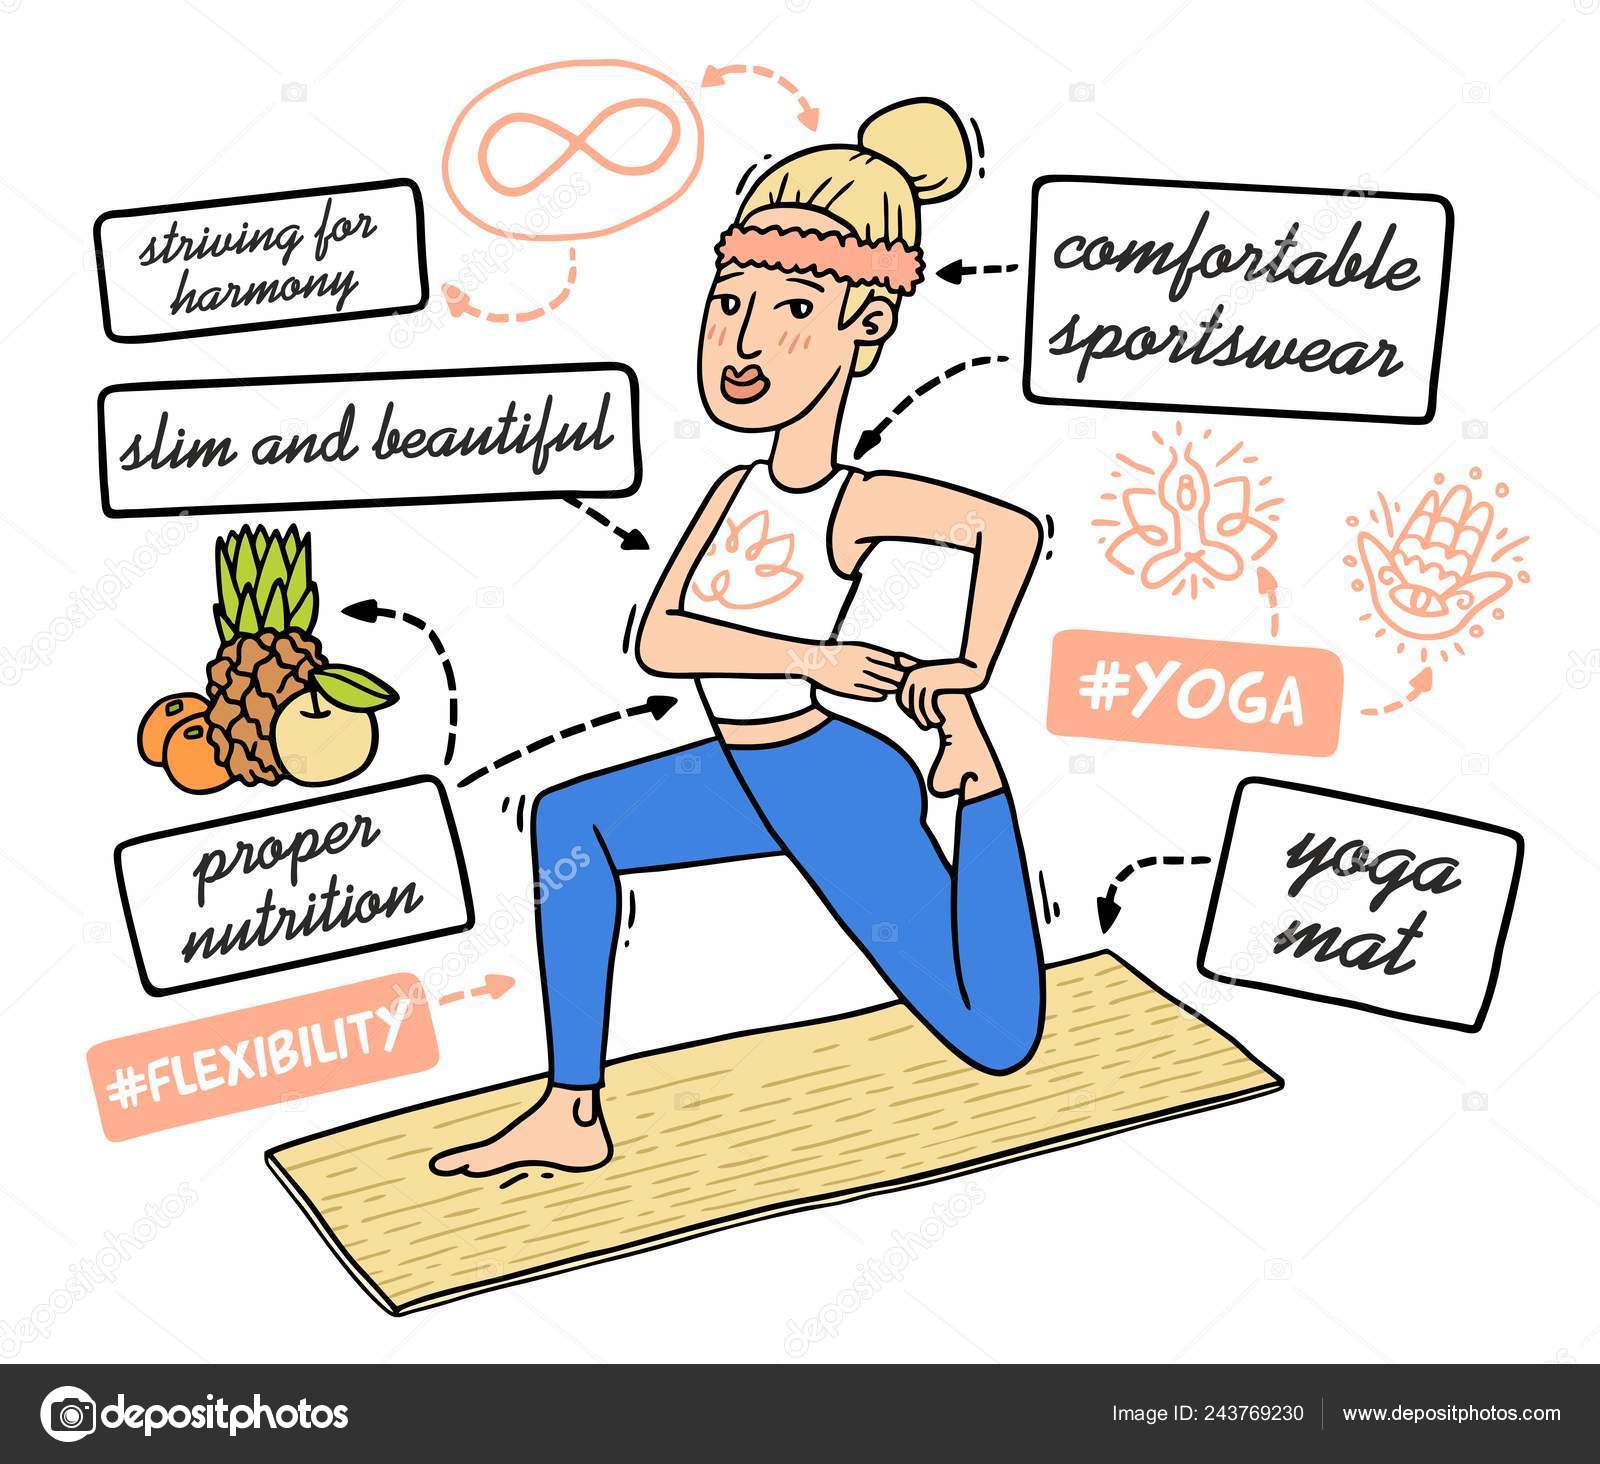 striving for
harmony
slim and beautiful
comfortable
sportswear
#YOGA
proper
nutrition
yoga
mat
#FLEXIBILITY
depositphotos
Image ID: 243769230
www.depositphotos.com